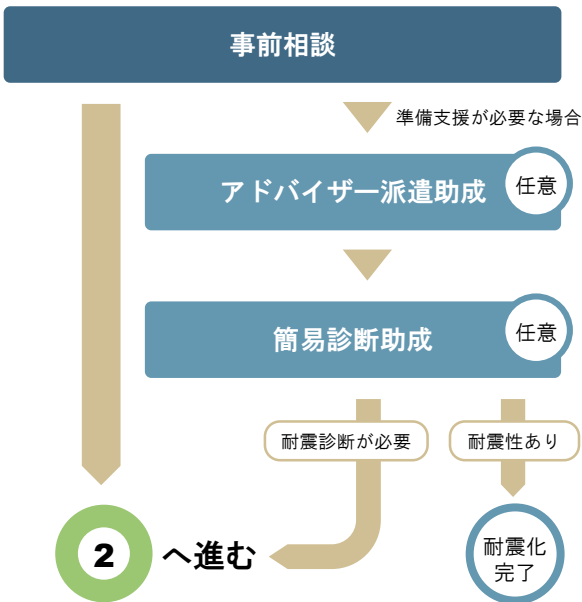 事前相談
準備支援が必要な場合
アドバイザー派遣助成
任意
簡易診断助成
任意
耐震診断が必要
耐震性あり
2 へ進む
耐震化
完了